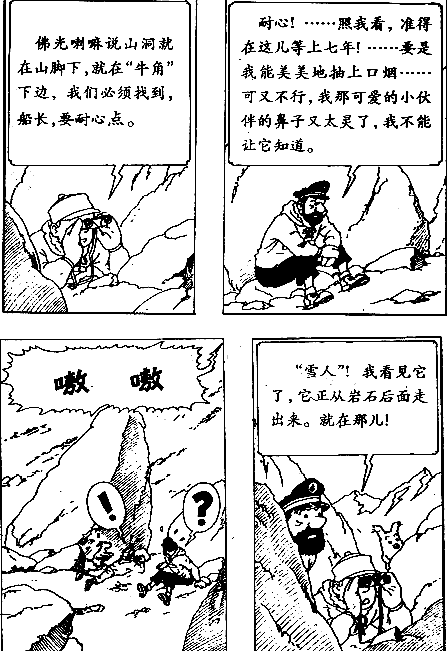 佛光喇嘛说山洞就
在山脚下,就在“牛角”
下边,我们必须找到,
船长,要耐心点。
耐心!……照我看,准得
在这儿等上七年!……要是
我能美美地抽上口烟……
可又不行,我那可爱的小伙
伴的鼻子又太灵了,我不能
让它知道。
嗷 嗷
!
?
“雪人”!我看見它
了,它正从岩石后面走
出来。就在那儿!